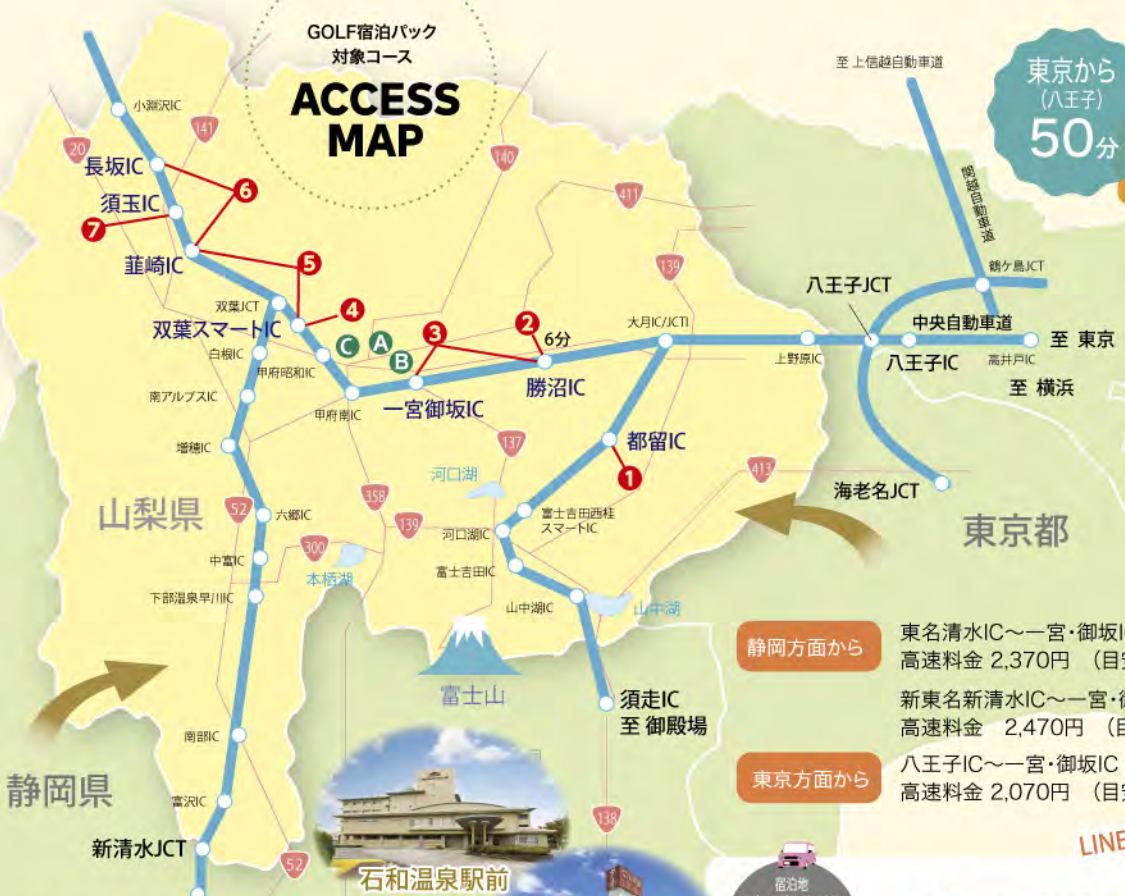 GOLF宿泊パック
対象コース
ACCESS
MAP
至 上信越自動車道
東京から
(八王子)
50分
関越自動車道
鶴ケ島JCT
八王子JCT
中央自動車道
至 東京
八王子IC
高井戸IC
至 横浜
海老名JCT
東京都
上野原IC
大月IC/JCTI
小淵沢IC
長坂IC
須玉IC
韮崎IC
双葉JCT
双葉スマートIC
白根IC
甲府昭和IC
南アルプスIC
甲府南IC
一宮御坂IC
勝沼IC
6分
都留IC
増穂IC
六郷IC
中富IC
下部温泉早川IC
南部IC
富沢IC
新清水JCT
山梨県
静岡県
河口湖
本栖湖
山中湖
富士吉田西桂
スマートIC
河口湖IC
富士吉田IC
山中湖IC
富士山
須走IC
至 御殿場
20
141
140
411
139
137
413
358
139
52
300
138
52
1
2
3
4
5
6
7
C
A
B
静岡方面から
東名清水IC〜一宮・御坂I
高速料金 2,370円 (目
新東名新清水IC〜一宮・
高速料金 2,470円 (
東京方面から
八王子IC〜一宮・御坂IC
高速料金 2,070円 (目
LINE
宿泊地
石和温泉駅前